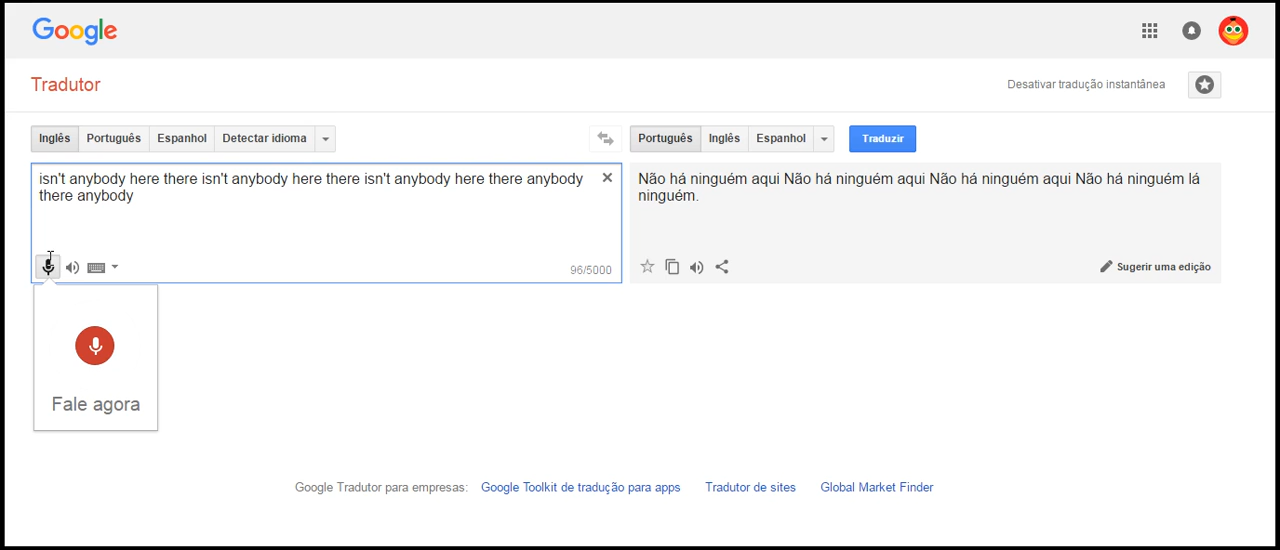 Google
Tradutor
Desativar tradução instantânea
Inglês Português Espanhol Detectar idioma
Português Inglês Espanhol
Traduzir
isn't anybody here there isn't anybody here there isn't anybody here there anybody
there anybody
96/5000
Não há ninguém aqui Não há ninguém aqui Não há ninguém aqui Não há ninguém lá
ninguém.
Sugerir uma edição
Fale agora
Google Tradutor para empresas: Google Toolkit de tradução para apps Tradutor de sites Global Market Finder